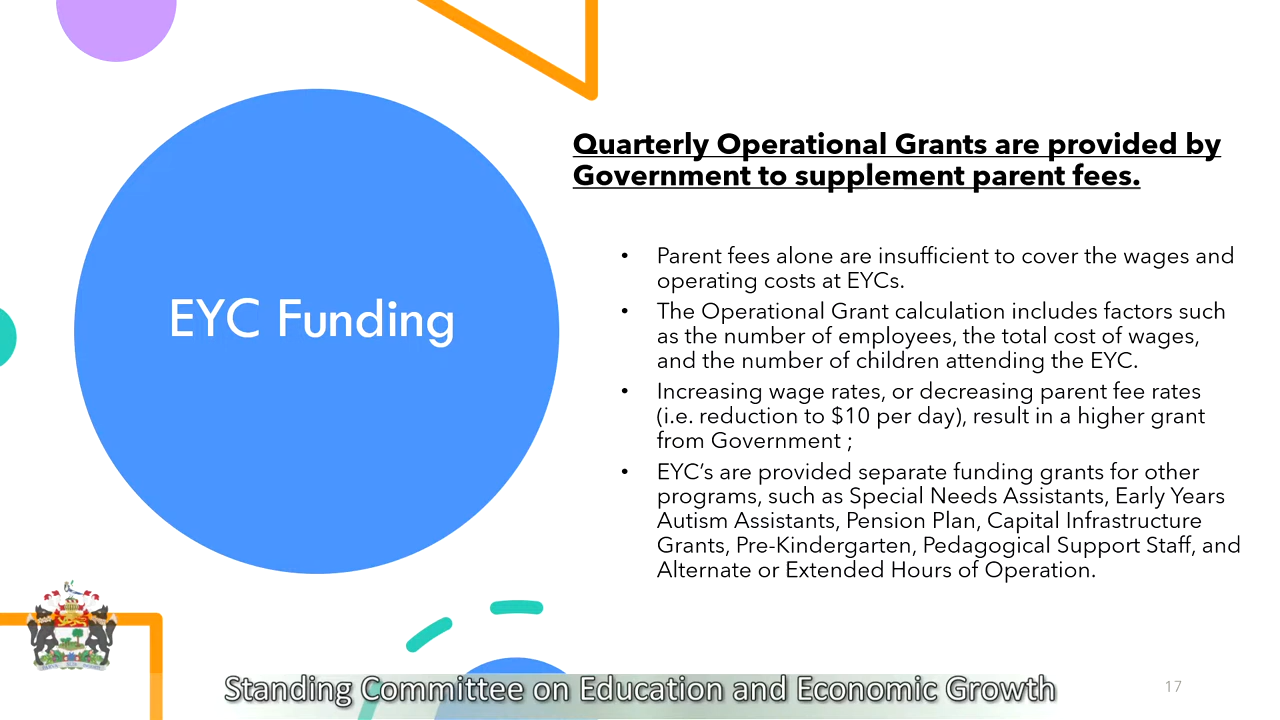 EYC Funding
Quarterly Operational Grants are provided by
Government to supplement parent fees.
• Parent fees alone are insufficient to cover the wages and
operating costs at EYCs.
• The Operational Grant calculation includes factors such
as the number of employees, the total cost of wages,
and the number of children attending the EYC.
• Increasing wage rates, or decreasing parent fee rates
(i.e. reduction to $10 per day), result in a higher grant
from Government ;
• EYC’s are provided separate funding grants for other
programs, such as Special Needs Assistants, Early Years
Autism Assistants, Pension Plan, Capital Infrastructure
Grants, Pre-Kindergarten, Pedagogical Support Staff, and
Alternate or Extended Hours of Operation.
Standing Committee on Education and Economic Growth
17